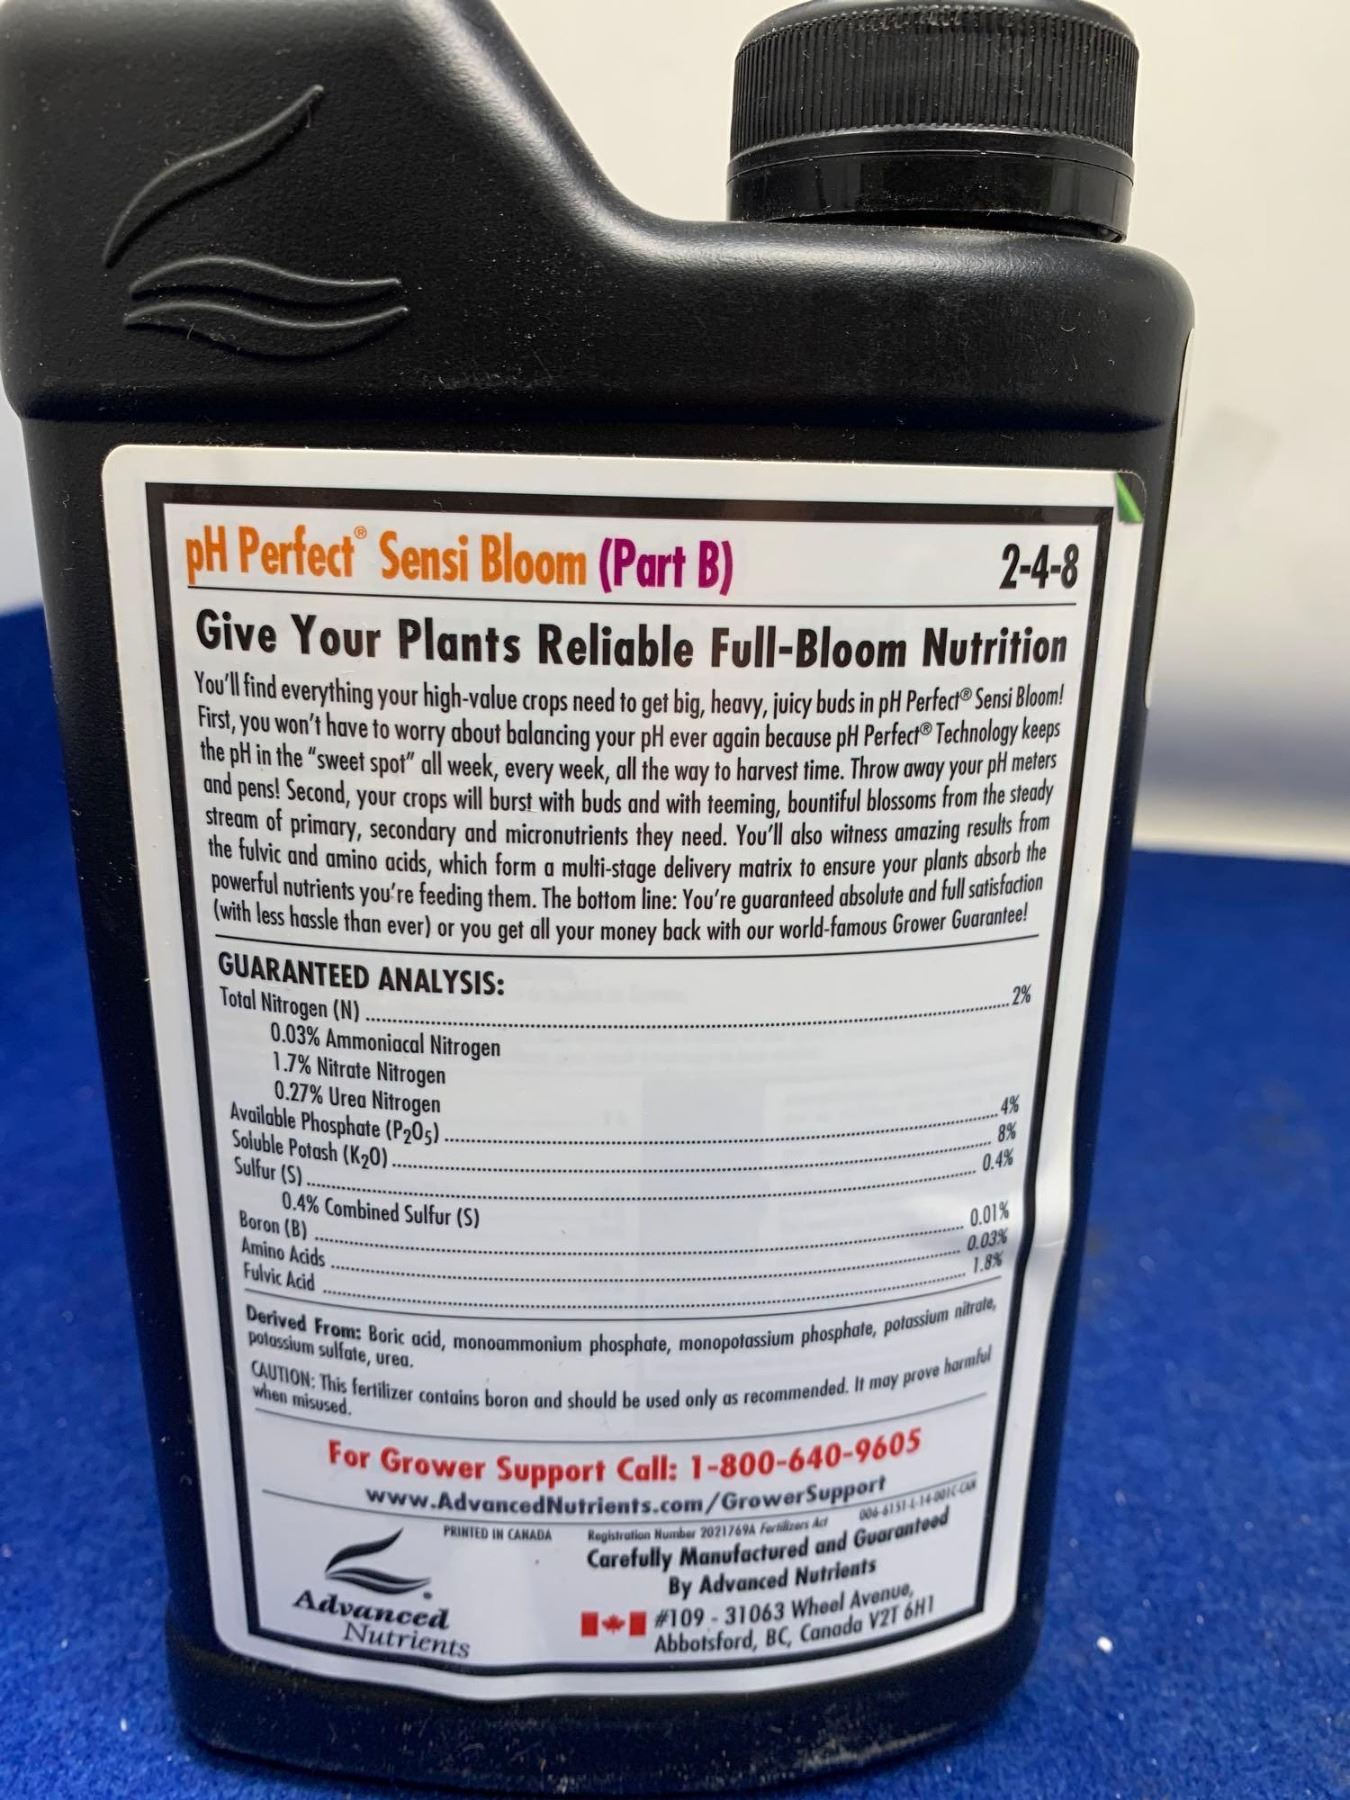 pH Perfect® Sensi Bloom (Part B) 2-4-8
Give Your Plants Reliable Full-Bloom Nutrition
You'll find everything your high-value crops need to get big, heavy, juicy buds in pH Perfect® Sensi Bloom!
First, you won't have to worry about balancing your pH ever again because pH Perfect® Technology keeps
the pH in the "sweet spot" all week, every week, all the way to harvest time. Throw away your pH meters
and pens! Second, your crops will burst with buds and with teeming, bountiful blossoms from the steady
stream of primary, secondary and micronutrients they need. You'll also witness amazing results from
the fulvic and amino acids, which form a multi-stage delivery matrix to ensure your plants absorb the
powerful nutrients you're feeding them. The bottom line: You're guaranteed absolute and full satisfaction
(with less hassle than ever) or you get all your money back with our world-famous Grower Guarantee!
GUARANTEED ANALYSIS:
Total Nitrogen (N) 2%
0.03% Ammoniacal Nitrogen
1.7% Nitrate Nitrogen
0.27% Urea Nitrogen
Available Phosphate (P2O5) 4%
Soluble Potash (K2O) 8%
Sulfur (S) 0.4%
0.4% Combined Sulfur (S)
Boron (B) 0.01%
Amino Acids 0.03%
Fulvic Acid 1.8%
Derived From: Boric acid, monoammonium phosphate, monopotassium phosphate, potassium nitrate,
potassium sulfate, urea.
CAUTION: This fertilizer contains boron and should be used only as recommended. It may prove harmful
when misused.
For Grower Support Call: 1-800-640-9605
www.AdvancedNutrients.com/GrowerSupport
006-6151-L-14-001C-CAN
PRINTED IN CANADA Registration Number 2021769A Fertilizers Act
Carefully Manufactured and Guaranteed
By Advanced Nutrients
#109 - 31063 Wheel Avenue,
Abbotsford, BC, Canada V2T 6H1
Advanced
Nutrients